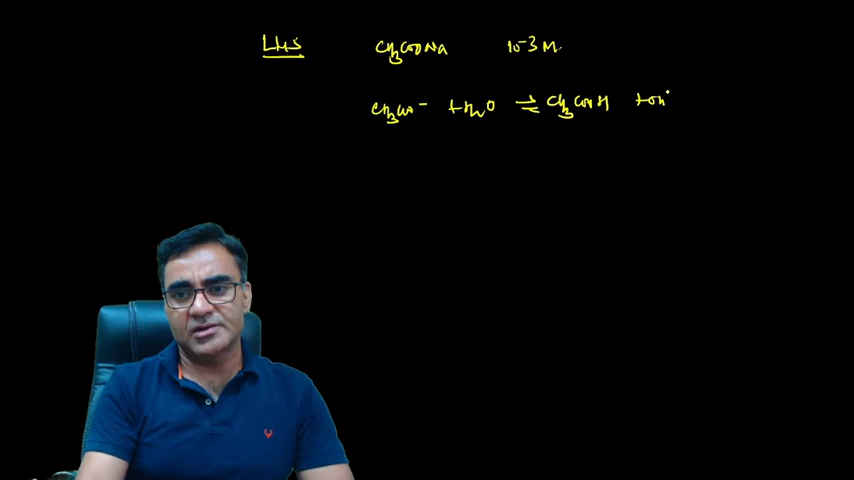 LHS CH3COONa 10-3 M.
CH3COO- + H2O ⇌ CH3COOH + OH-